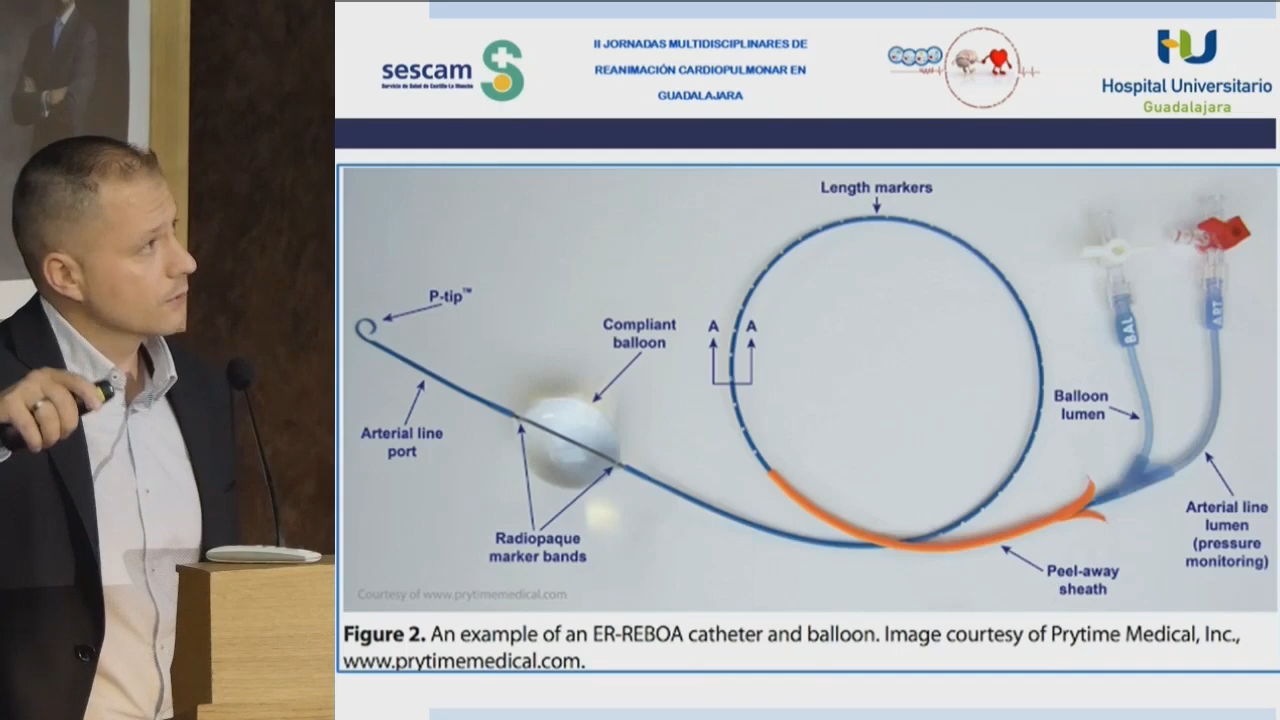 sescam
Servicio de Salud de Castilla-La Mancha
II JORNADAS MULTIDISCIPLINARES DE
REANIMACIÓN CARDIOPULMONAR EN
GUADALAJARA
Hospital Universitario
Guadalajara
Length markers
P-tip™
Compliant
balloon
A A
BAL
ART
Balloon
lumen
Arterial line
port
Radiopaque
marker bands
Arterial line
lumen
(pressure
monitoring)
Peel-away
sheath
Courtesy of www.prytimemedical.com
Figure 2. An example of an ER-REBOA catheter and balloon. Image courtesy of Prytime Medical, Inc.,
www.prytimemedical.com.